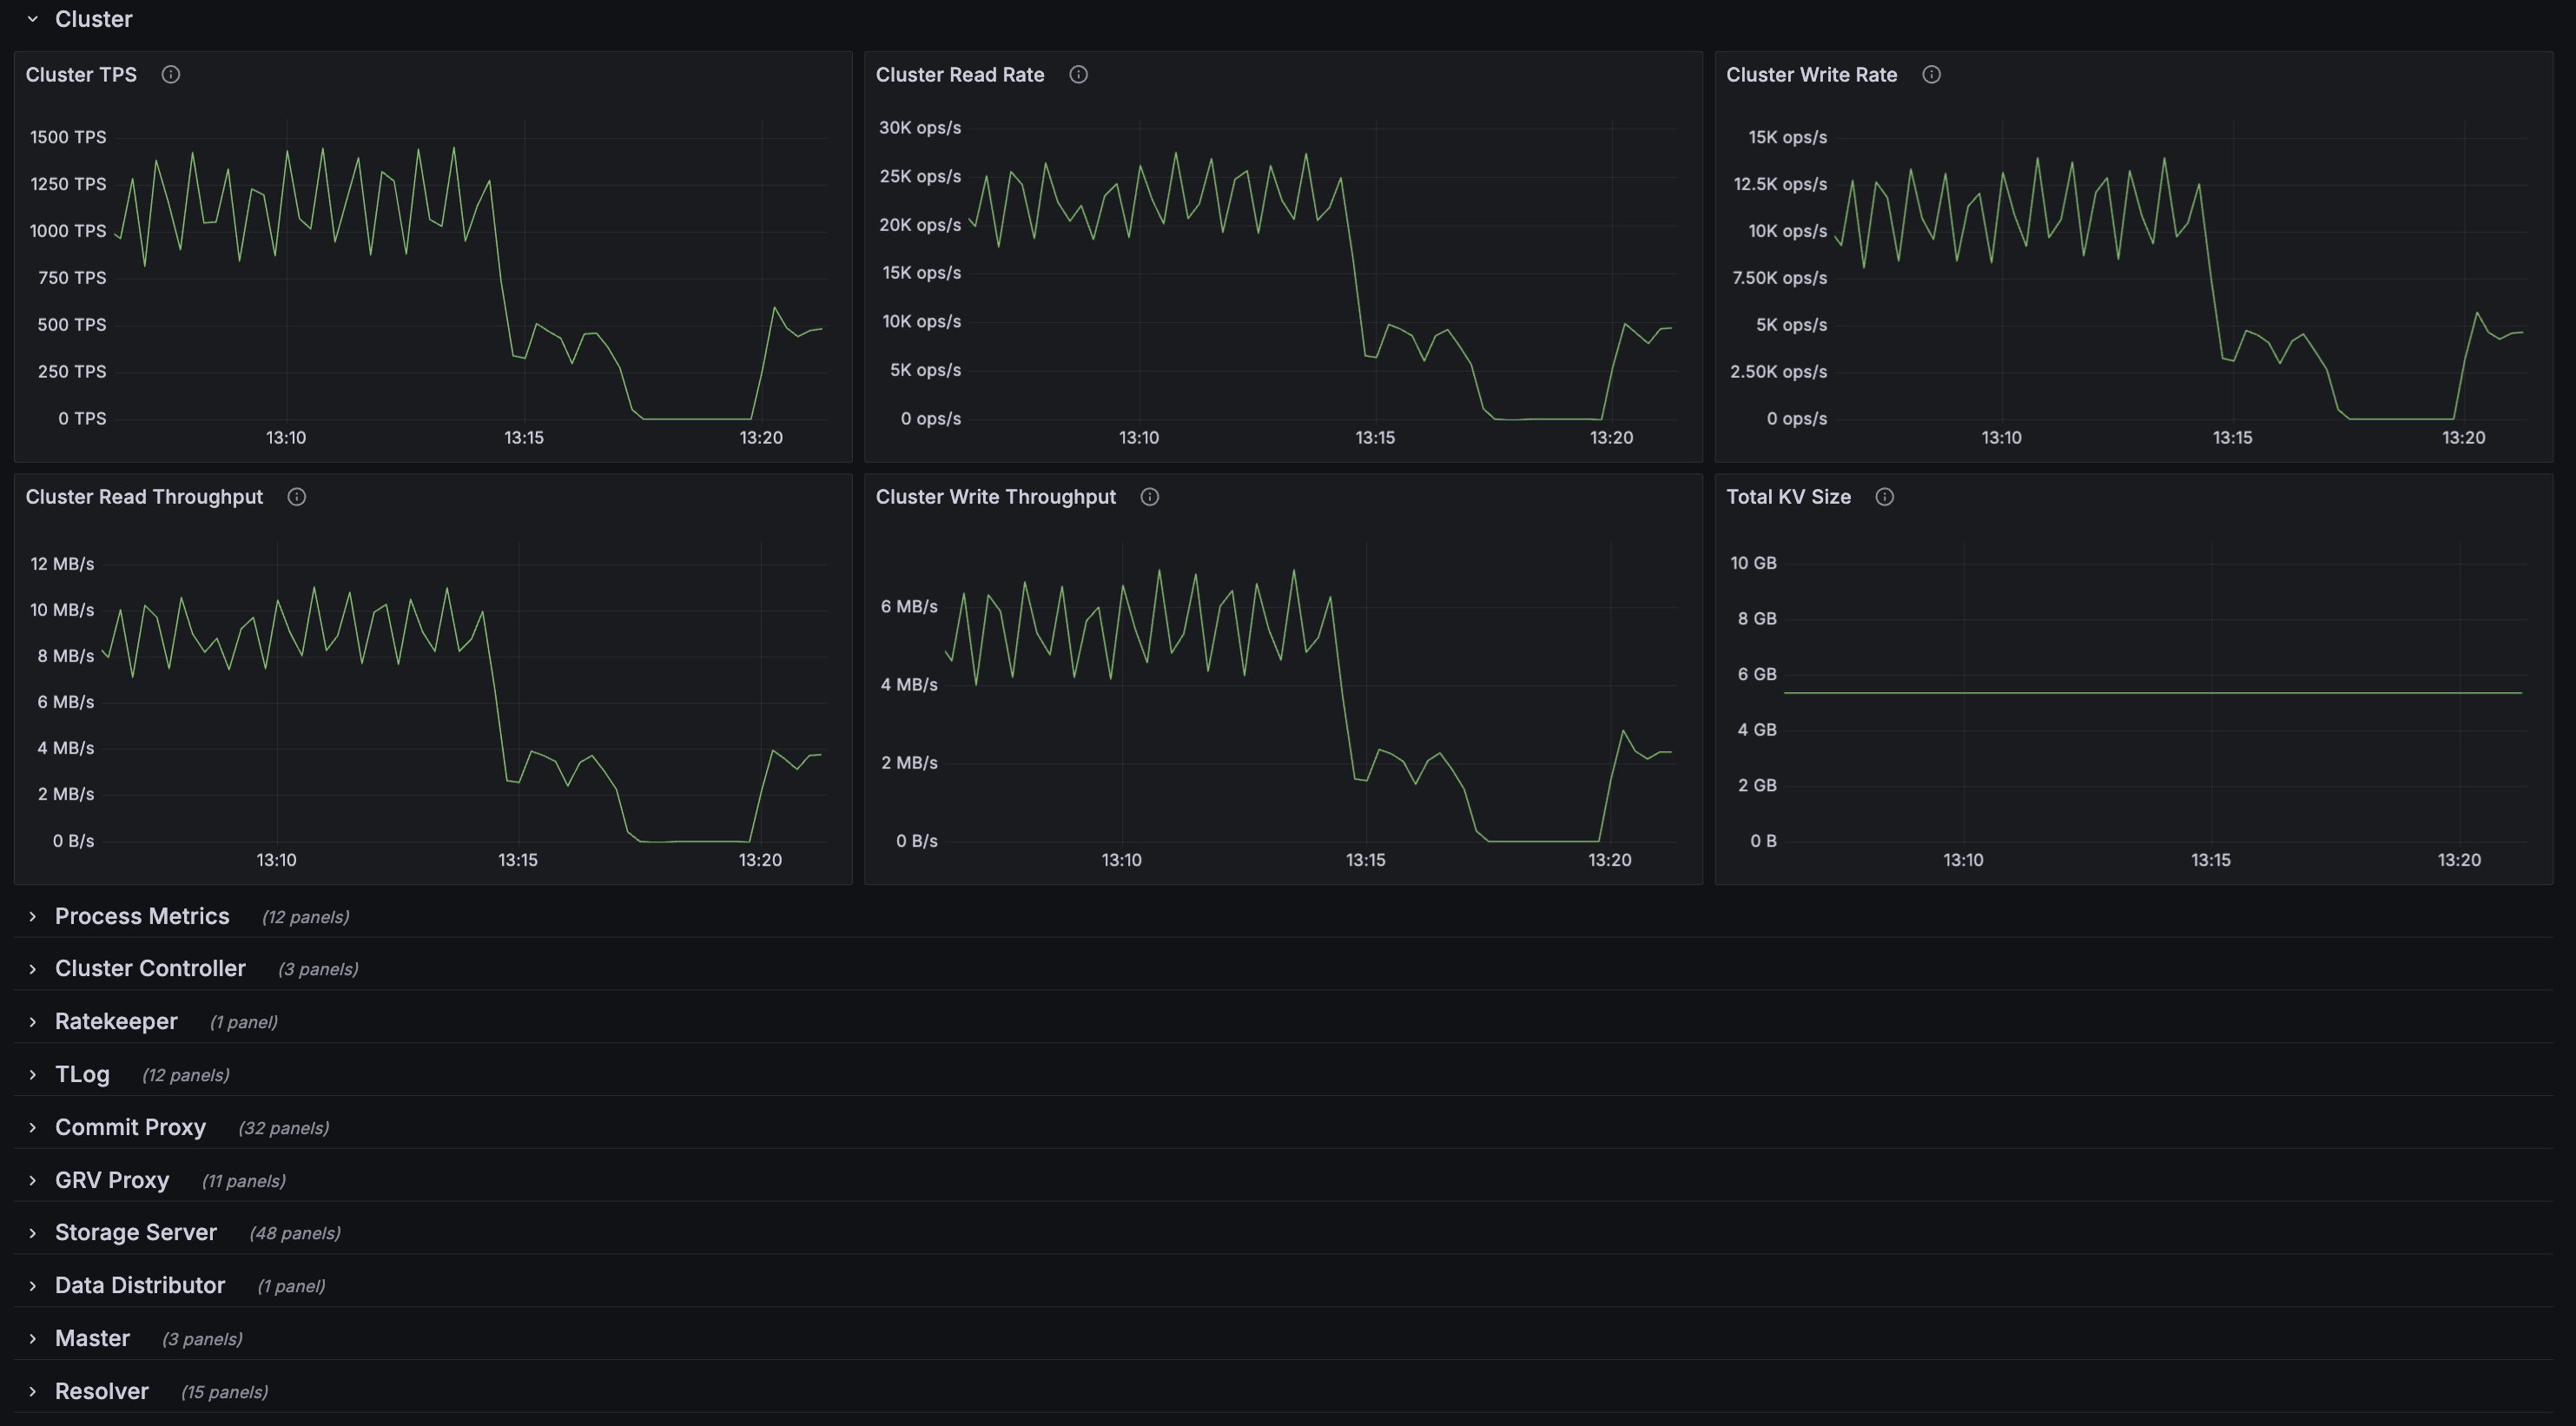 Cluster
Cluster TPS
1500 TPS
1250 TPS
1000 TPS
750 TPS
500 TPS
250 TPS
0 TPS
13:10 13:15 13:20
Cluster Read Rate
30K ops/s
25K ops/s
20K ops/s
15K ops/s
10K ops/s
5K ops/s
0 ops/s
13:10 13:15 13:20
Cluster Write Rate
15K ops/s
12.5K ops/s
10K ops/s
7.50K ops/s
5K ops/s
2.50K ops/s
0 ops/s
13:10 13:15 13:20
Cluster Read Throughput
12 MB/s
10 MB/s
8 MB/s
6 MB/s
4 MB/s
2 MB/s
0 B/s
13:10 13:15 13:20
Cluster Write Throughput
6 MB/s
4 MB/s
2 MB/s
0 B/s
13:10 13:15 13:20
Total KV Size
10 GB
8 GB
6 GB
4 GB
2 GB
0 B
13:10 13:15 13:20
Process Metrics (12 panels)
Cluster Controller (3 panels)
Ratekeeper (1 panel)
TLog (12 panels)
Commit Proxy (32 panels)
GRV Proxy (11 panels)
Storage Server (48 panels)
Data Distributor (1 panel)
Master (3 panels)
Resolver (15 panels)